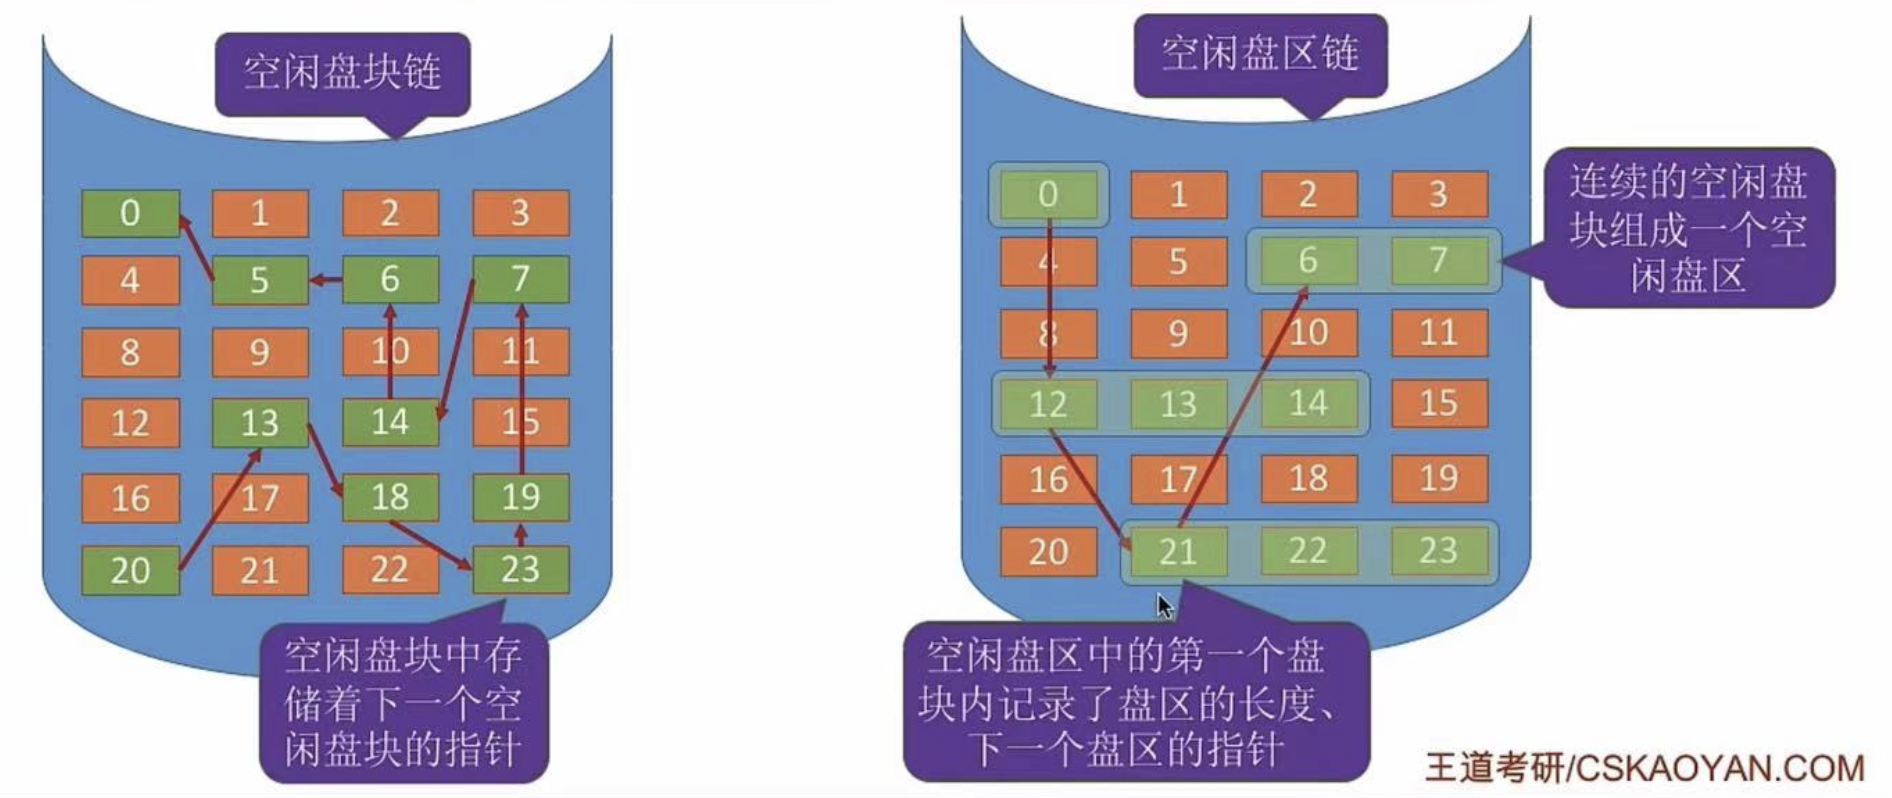 空闲盘块链
0 1 2 3
4 5 6 7
8 9 10 11
12 13 14 15
16 17 18 19
20 21 22 23
空闲盘块中存
储着下一个空
闲盘块的指针
空闲盘区链
0 1 2 3
4 5 6 7
8 9 10 11
12 13 14 15
16 17 18 19
20 21 22 23
连续的空闲盘
块组成一个空
闲盘区
空闲盘区中的第一个盘
块内记录了盘区的长度、
下一个盘区的指针
王道考研/CSKAOYAN.COM